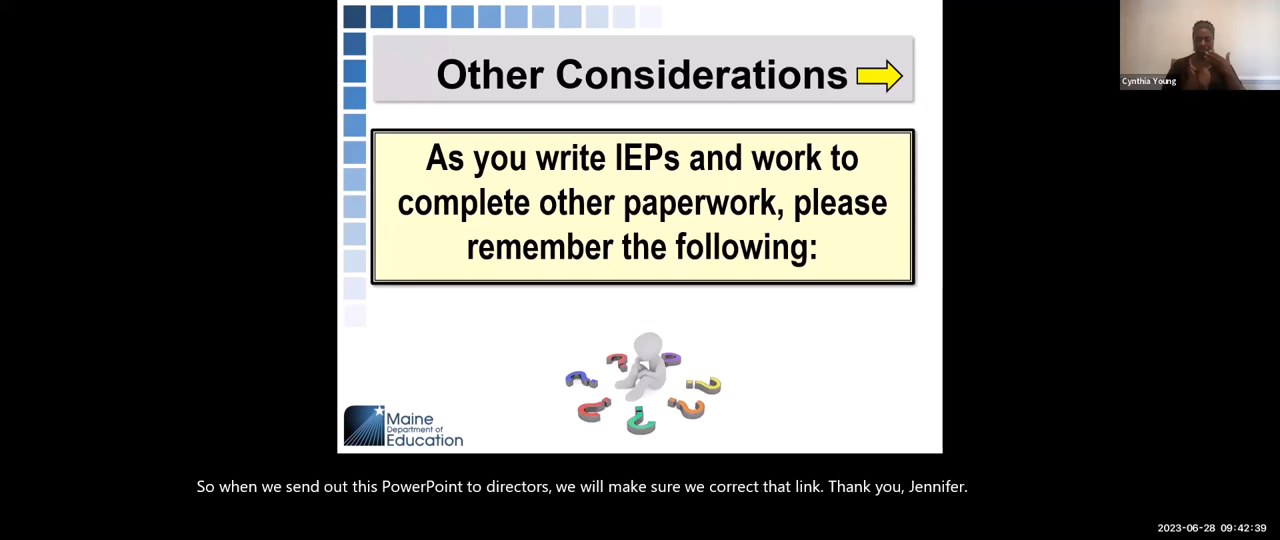 Other Considerations
Cynthia Young
As you write IEPs and work to
complete other paperwork, please
remember the following:
Maine
Department of
Education
So when we send out this PowerPoint to directors, we will make sure we correct that link. Thank you, Jennifer.
2023-06-28 09:42:39